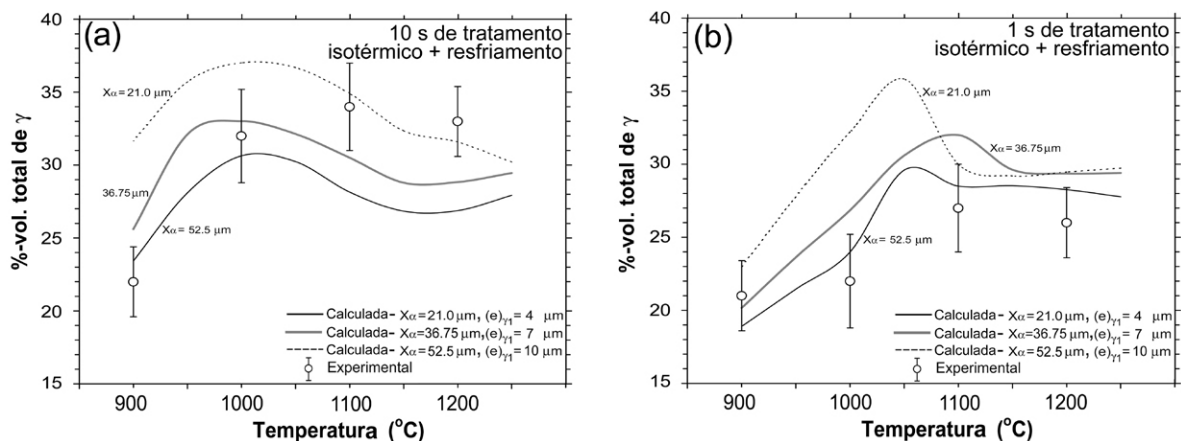 (a)
10 s de tratamento
isotérmico + resfriamento
%-vol. total de γ
40
35
30
25
20
15
Xα = 21.0 μm
36.75 μm
Xα = 52.5 μm
Calculada- Xα=21.0 μm, (e)γ1= 4 μm
Calculada- Xα=36.75 μm,(e)γ1= 7 μm
Calculada- Xα=52.5 μm, (e)γ1= 10 μm
Experimental
900 1000 1100 1200
Temperatura (°C)
(b)
1 s de tratamento
isotérmico + resfriamento
%-vol. total de γ
40
35
30
25
20
15
Xα = 21.0 μm
Xα = 36.75 μm
Xα = 52.5 μm
Calculada- Xα=21.0 μm, (e)γ1= 4 μm
Calculada- Xα=36.75 μm,(e)γ1= 7 μm
Calculada- Xα=52.5 μm, (e)γ1= 10 μm
Experimental
900 1000 1100 1200
Temperatura (°C)